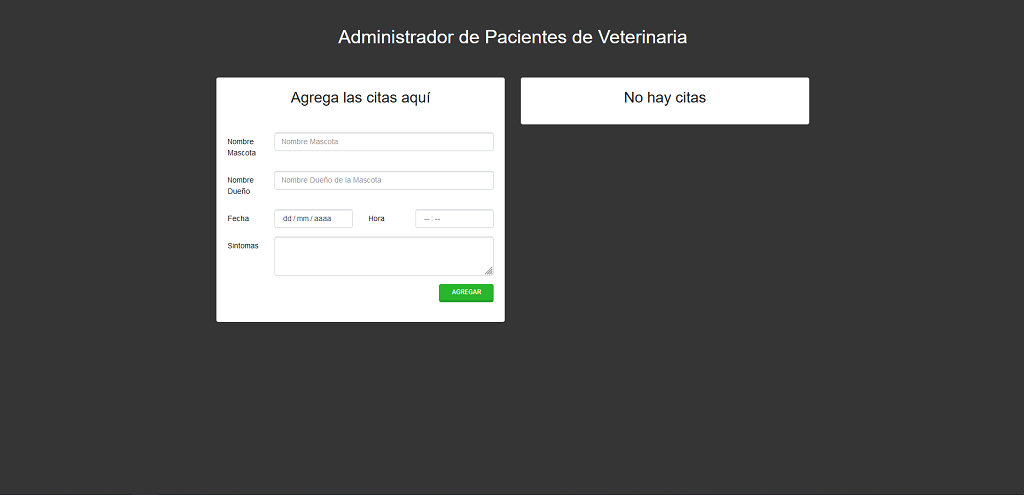 Administrador de Pacientes de Veterinaria
Agrega las citas aquí
Nombre
Mascota
Nombre Mascota
Nombre
Dueño
Nombre Dueño de la Mascota
Fecha
dd / mm / aaaa
Hora
-- : --
Sintomas
AGREGAR
No hay citas